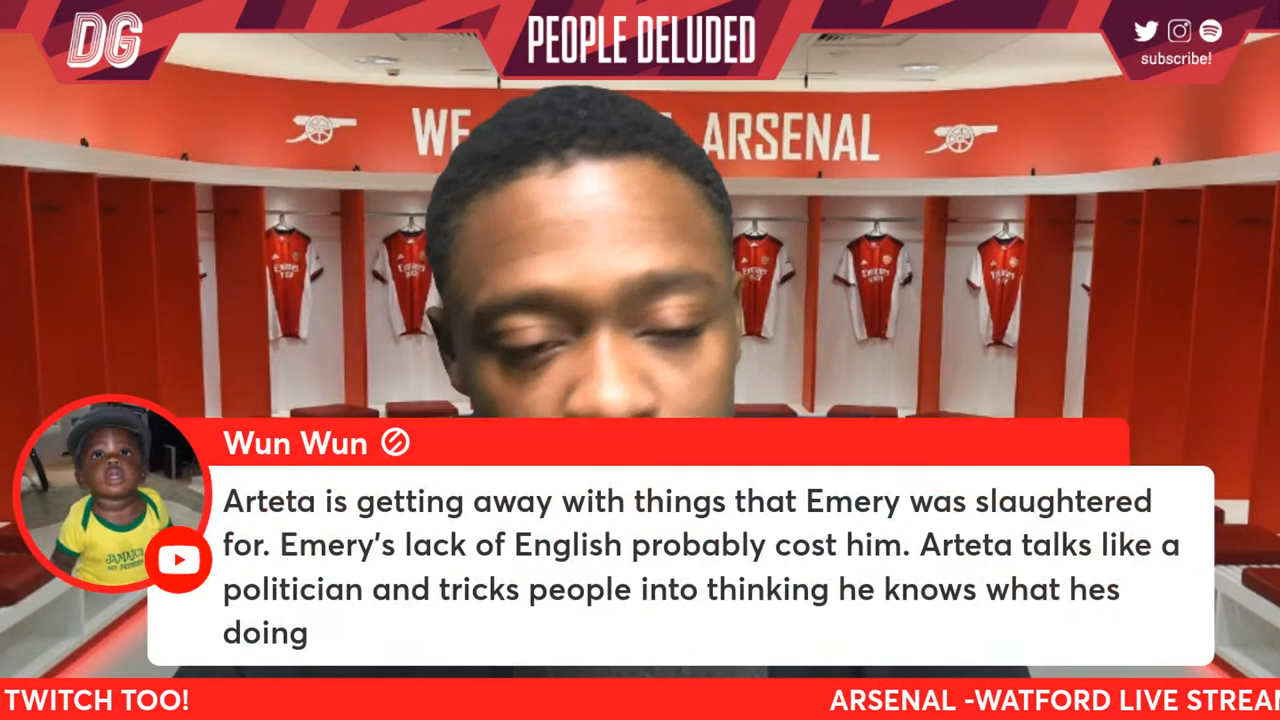 DG
PEOPLE DELUDED
subscribe!
WE ARSENAL
Wun Wun
Arteta is getting away with things that Emery was slaughtered
for. Emery's lack of English probably cost him. Arteta talks like a
politician and tricks people into thinking he knows what hes
doing
JAMAICA
TWITCH TOO!
ARSENAL -WATFORD LIVE STREAM